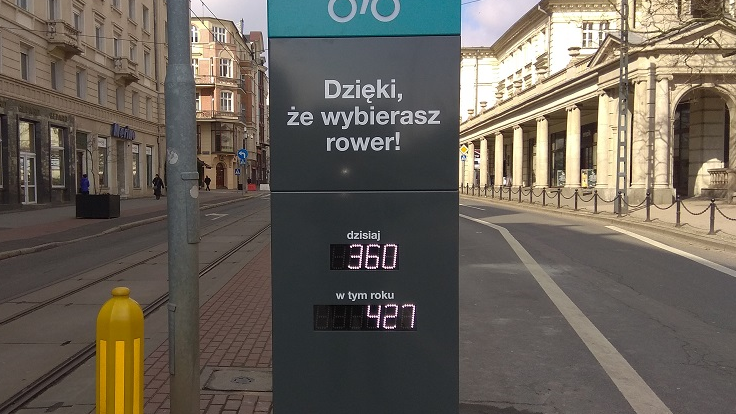 Dzięki,
że wybierasz
rower!
dzisiaj
360
w tym roku
427